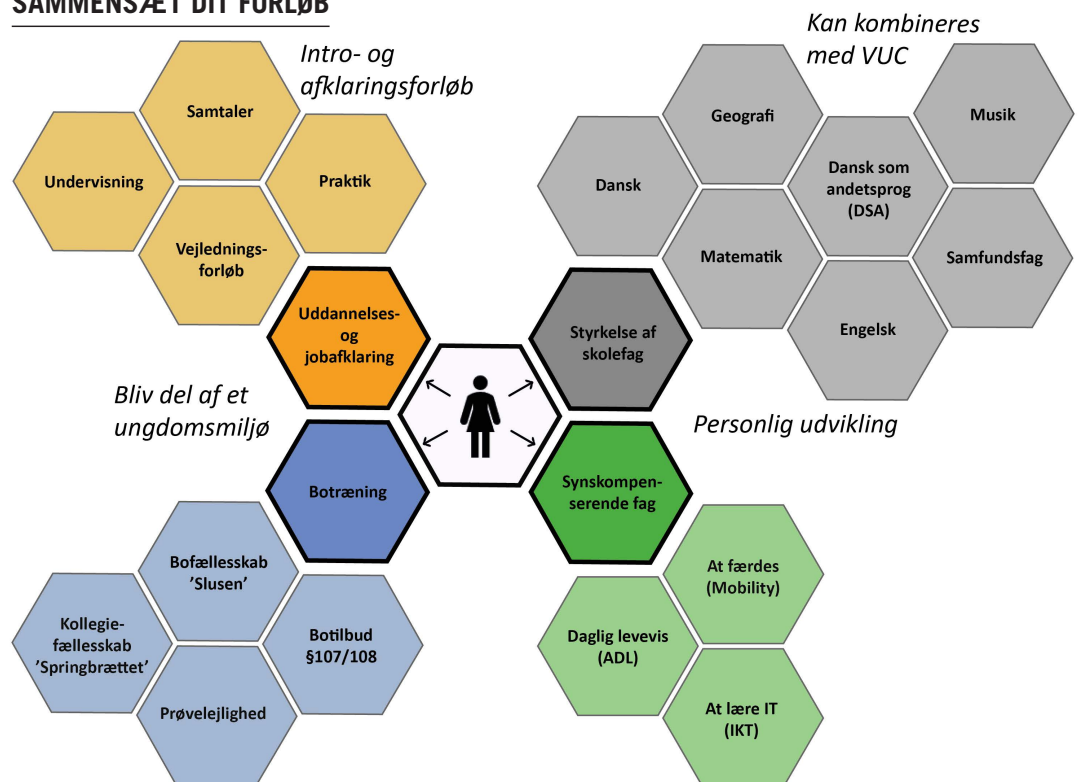 SAMMENSÆT DIT FORLØB
Intro- og
afklaringsforløb
Samtaler
Undervisning
Praktik
Vejlednings-
forløb
Uddannelses-
og
jobafklaring
Kan kombineres
med VUC
Geografi
Musik
Dansk
Dansk som
andetsprog
(DSA)
Matematik
Samfundsfag
Engelsk
Styrkelse af
skolefag
Bliv del af et
ungdomsmiljø
Botræning
Bofællesskab
'Slusen'
Kollegie-
fællesskab
'Springbrættet'
Botilbud
§107/108
Prøvelejlighed
Personlig udvikling
Synskompen-
serende fag
At færdes
(Mobility)
Daglig levevis
(ADL)
At lære IT
(IKT)